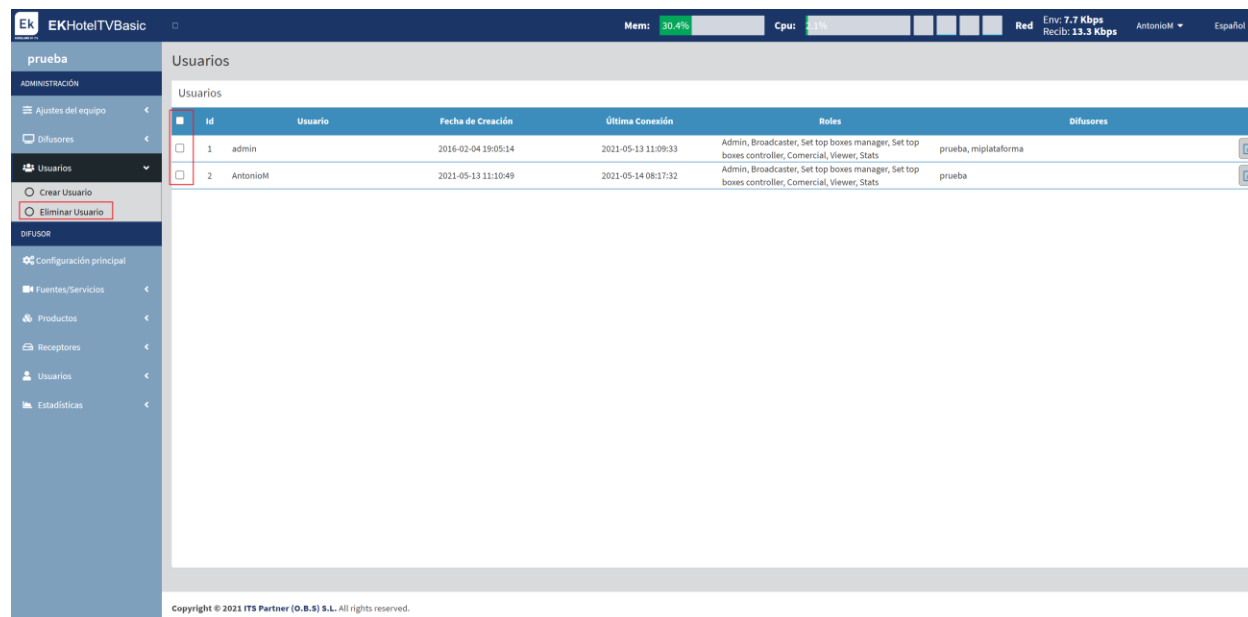 Ek EKHotelTVBasic
Mem: 30.4% Cpu: 2.1% Red Env: 7.7 Kbps AntonioM Español
Recib: 13.3 Kbps
prueba
ADMINISTRACIÓN
Ajustes del equipo
Difusores
Usuarios
Crear Usuario
Eliminar Usuario
DIFUSOR
Configuración principal
Fuentes/Servicios
Productos
Receptores
Usuarios
Estadísticas
Usuarios
Usuarios
Id Usuario Fecha de Creación Última Conexión Roles Difusores
1 admin 2016-02-04 19:05:14 2021-05-13 11:09:33 Admin, Broadcaster, Set top boxes manager, Set top prueba, miplataforma
boxes controller, Comercial, Viewer, Stats
2 AntonioM 2021-05-13 11:10:49 2021-05-14 08:17:32 Admin, Broadcaster, Set top boxes manager, Set top prueba
boxes controller, Comercial, Viewer, Stats
Copyright © 2021 ITS Partner (O.B.S) S.L. All rights reserved.